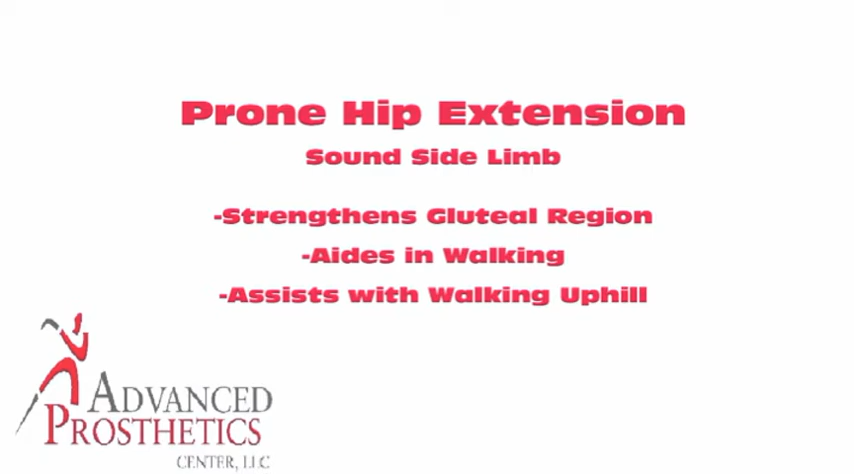 Prone Hip Extension
Sound Side Limb
-Strengthens Gluteal Region
-Aides in Walking
-Assists with Walking Uphill
ADVANCED
PROSTHETICS
CENTER, LLC